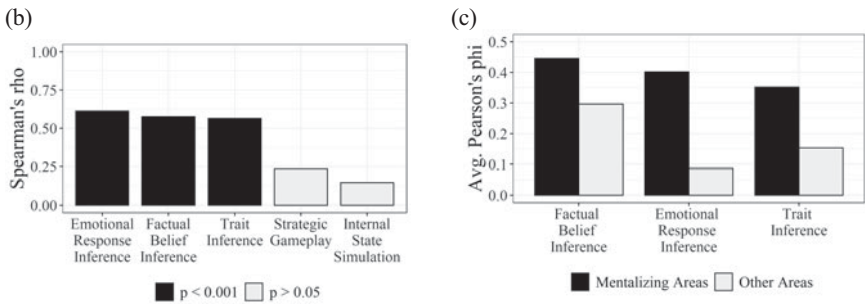 (b)
Spearman's rho
1.00
0.75
0.50
0.25
0.00
Emotional
Response
Inference
Factual
Belief
Inference
Trait
Inference
Strategic
Gameplay
Internal
State
Simulation
p < 0.001
p > 0.05
(c)
Avg. Pearson's phi
0.5
0.4
0.3
0.2
0.1
0.0
Factual
Belief
Inference
Emotional
Response
Inference
Trait
Inference
Mentalizing Areas
Other Areas